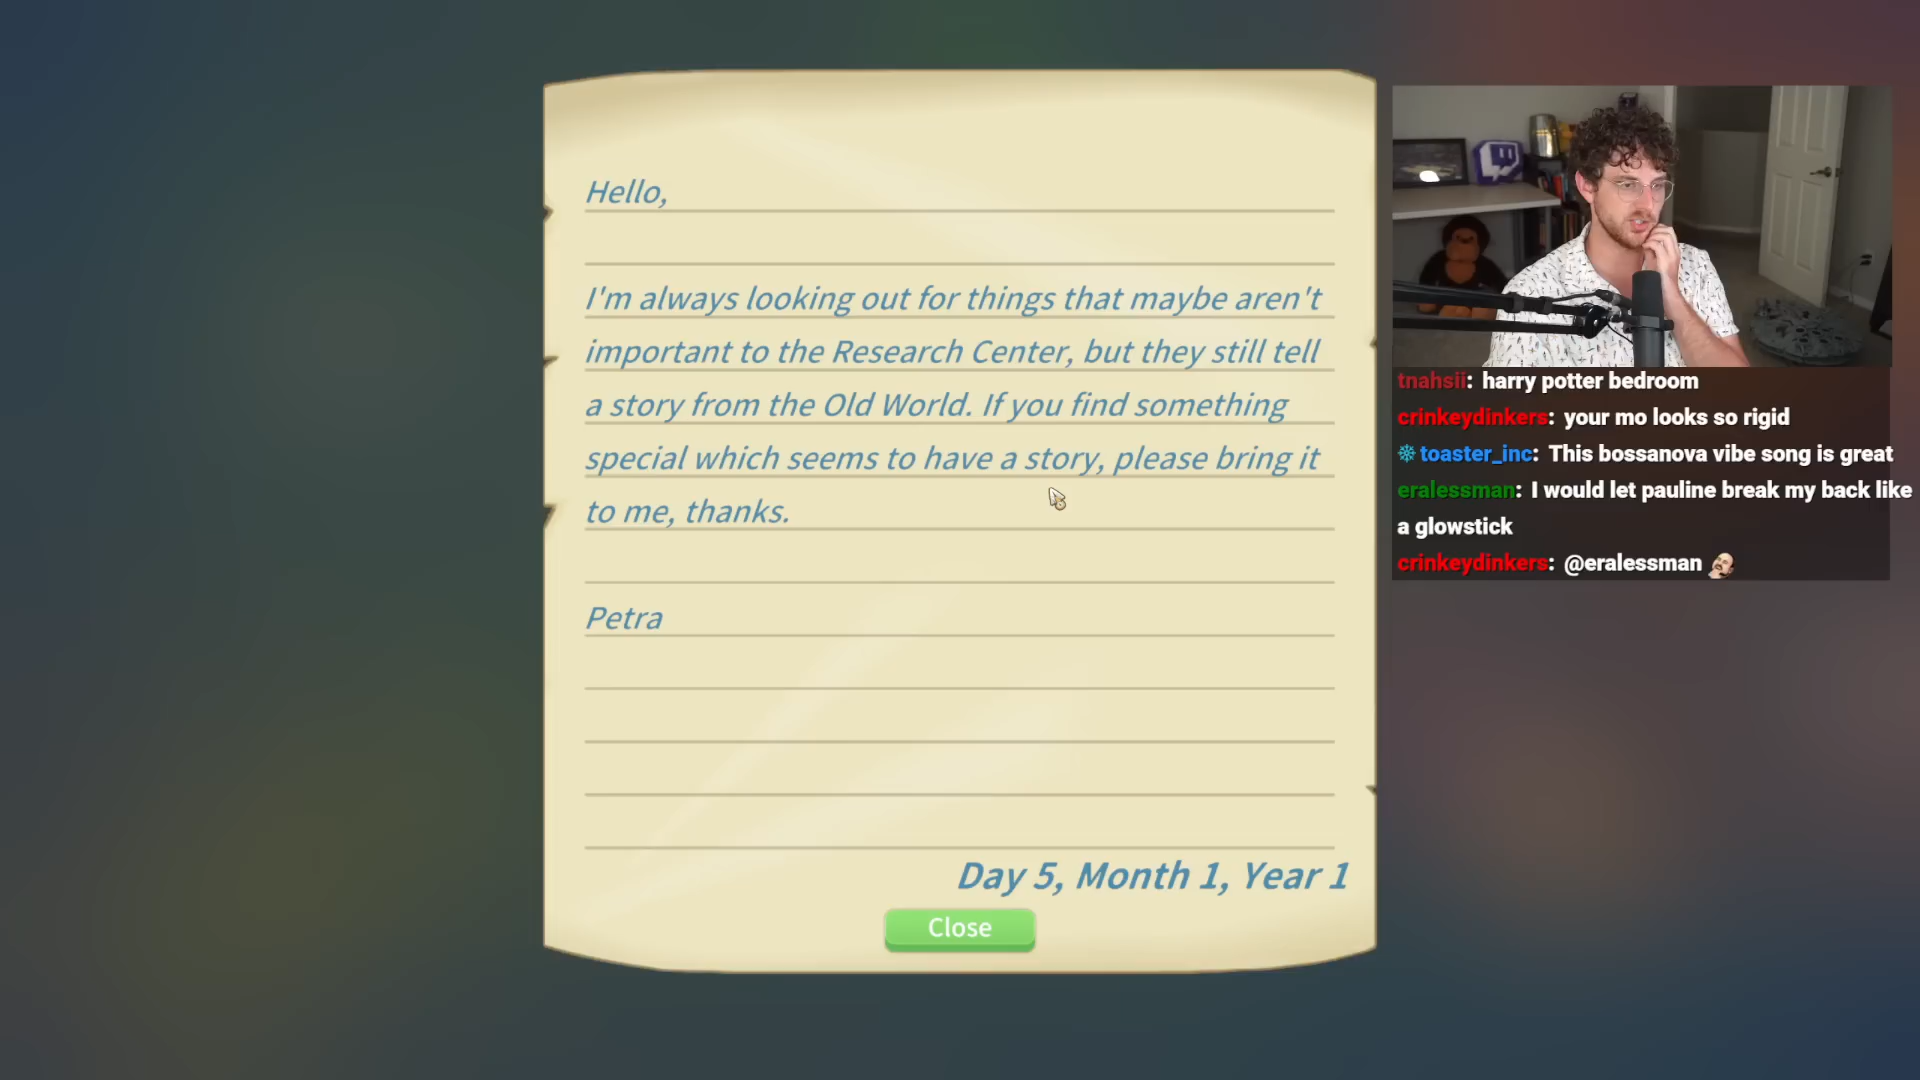 Hello,
I'm always looking out for things that maybe aren't
important to the Research Center, but they still tell
a story from the Old World. If you find something
special which seems to have a story, please bring it
to me, thanks.
Petra
Day 5, Month 1, Year 1
Close
tnahsii: harry potter bedroom
crinkeydinkers: your mo looks so rigid
toaster_inc: This bossanova vibe song is great
eralessman: I would let pauline break my back like
a glowstick
crinkeydinkers: @eralessman